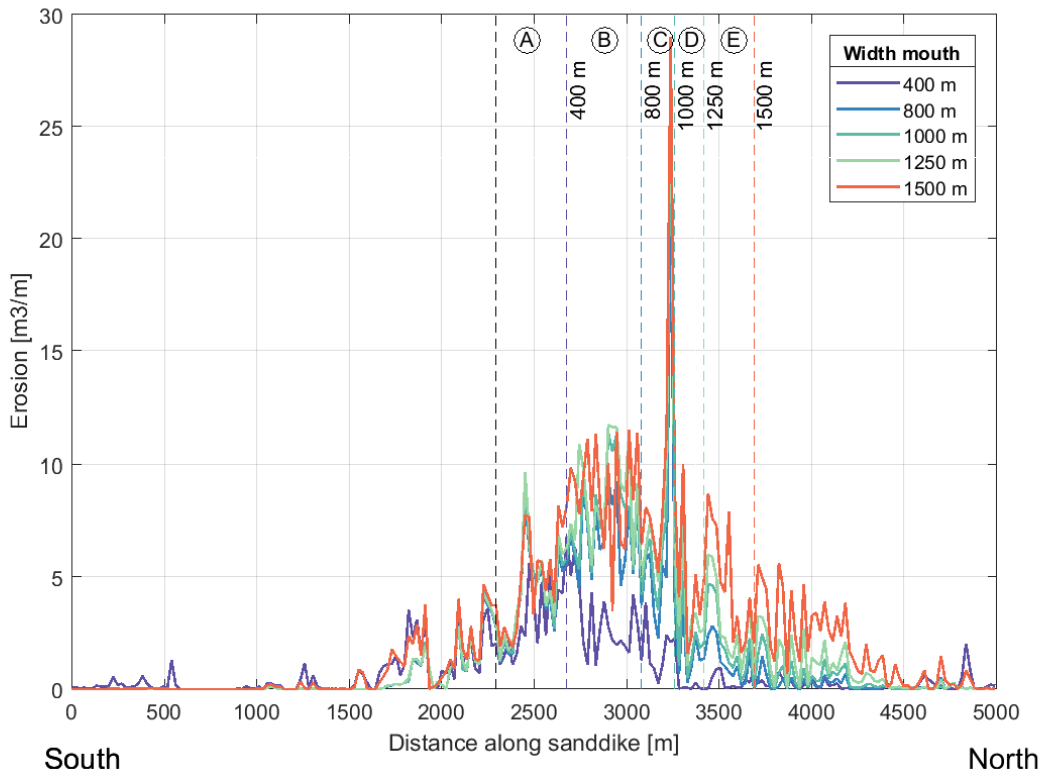 30
25
20
15
10
5
0
Erosion [m3/m]
A
B
C
D
E
400 m
800 m
1000 m
1250 m
1500 m
Width mouth
400 m
800 m
1000 m
1250 m
1500 m
0 500 1000 1500 2000 2500 3000 3500 4000 4500 5000
Distance along sanddike [m]
South
North